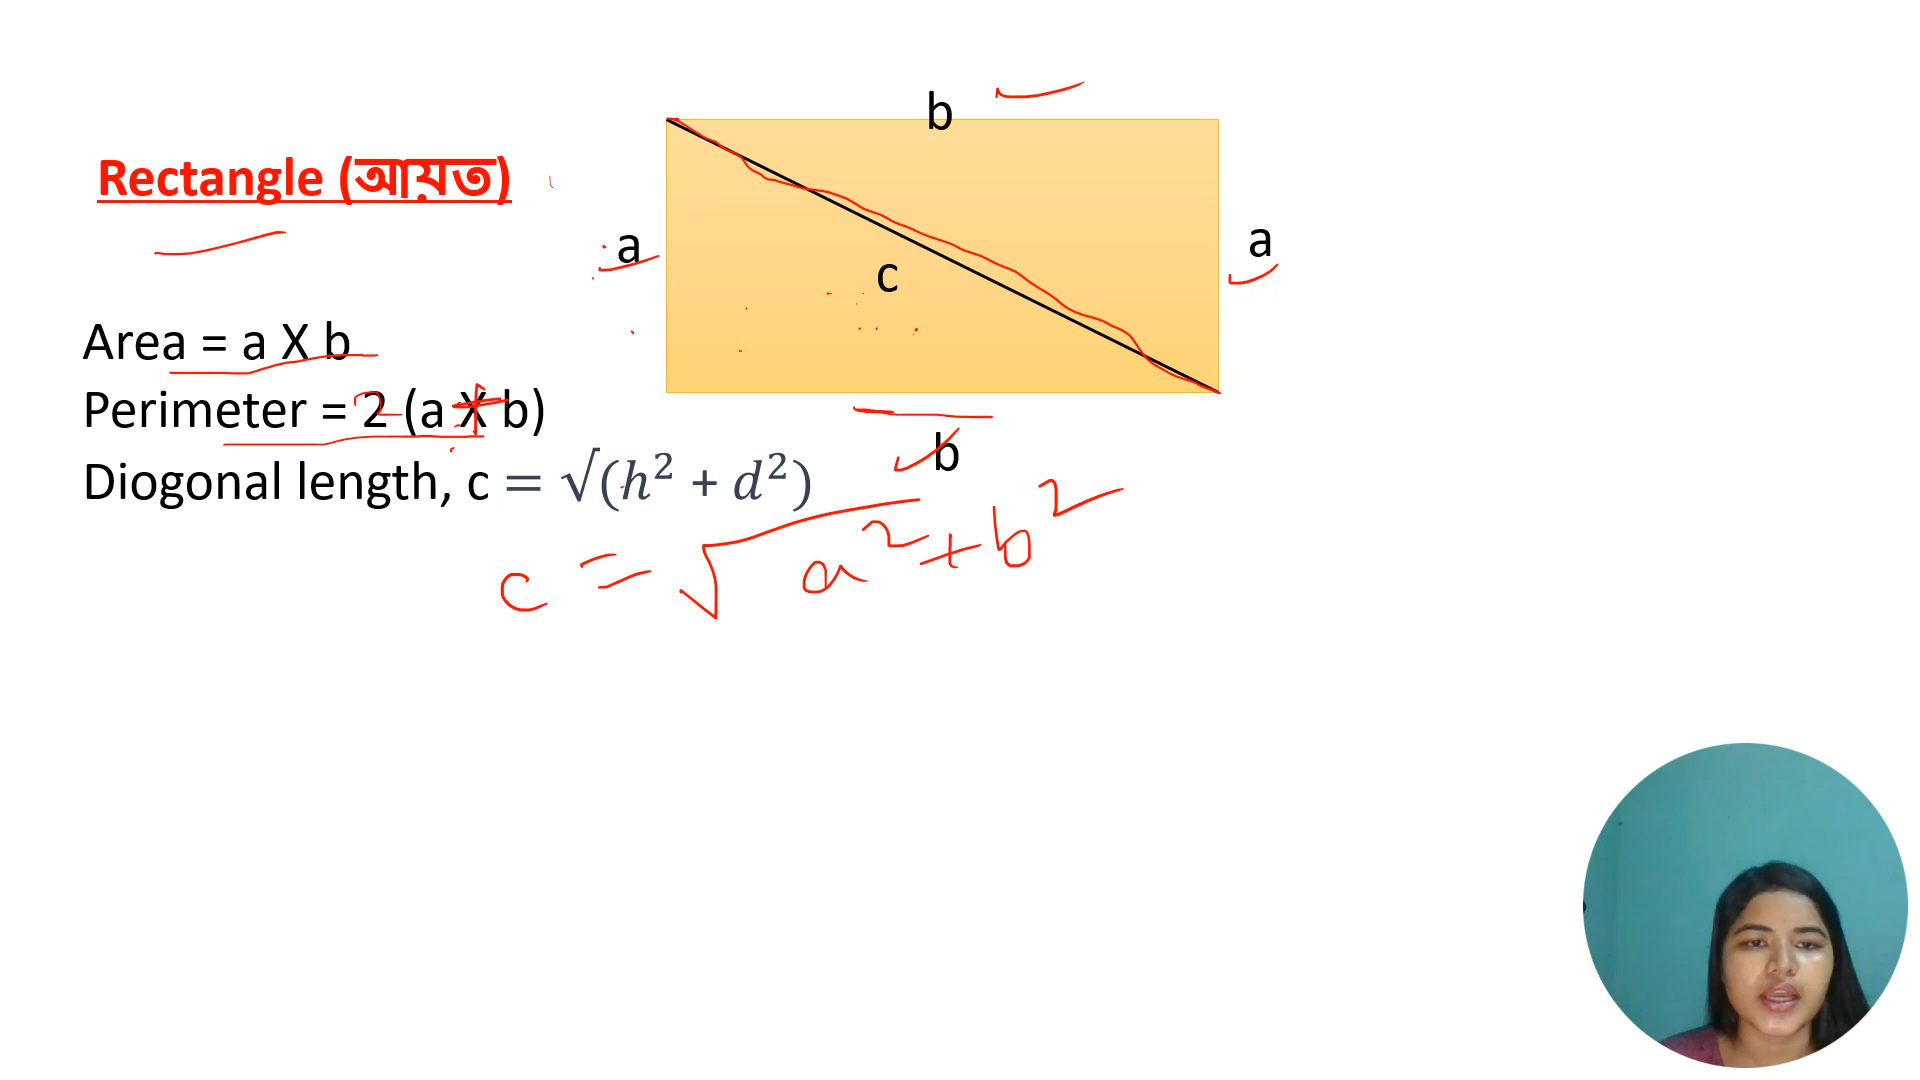 b
Rectangle (আয়ত)
a
a
c
Area = a X b
Perimeter = 2 (a X b)
b
Diogonal length, c = √(h² + d²)
c = √a² + b²